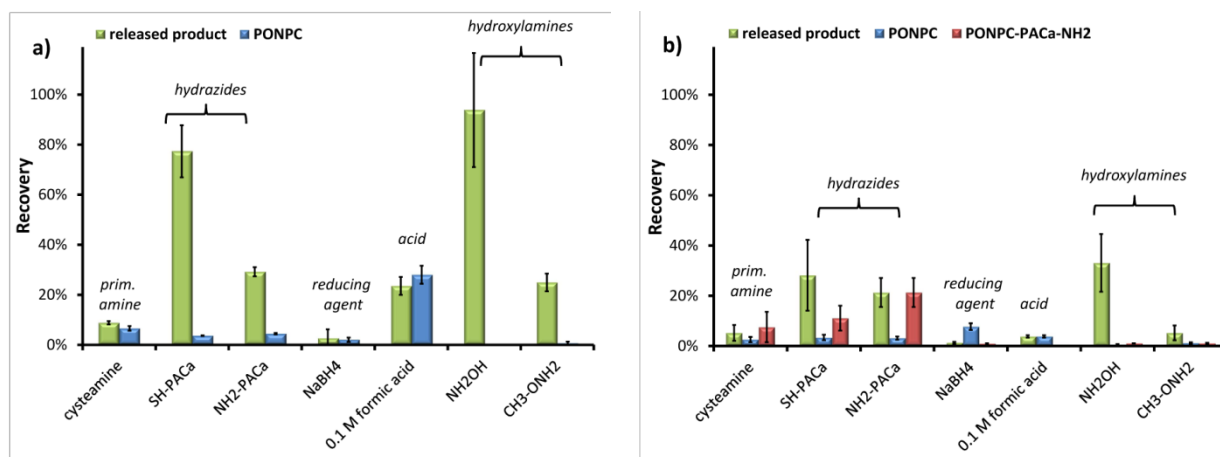 a)
released product PONPC
hydroxylamines
hydrazides
prim.
amine
reducing
agent
acid
Recovery
100%
80%
60%
40%
20%
0%
cysteamine
SH-PACa
NH2-PACa
NaBH4
0.1 M formic acid
NH2OH
CH3-ONH2
b)
released product PONPC PONPC-PACa-NH2
hydroxylamines
hydrazides
prim.
amine
reducing
agent
acid
Recovery
100%
80%
60%
40%
20%
0%
cysteamine
SH-PACa
NH2-PACa
NaBH4
0.1 M formic acid
NH2OH
CH3-ONH2